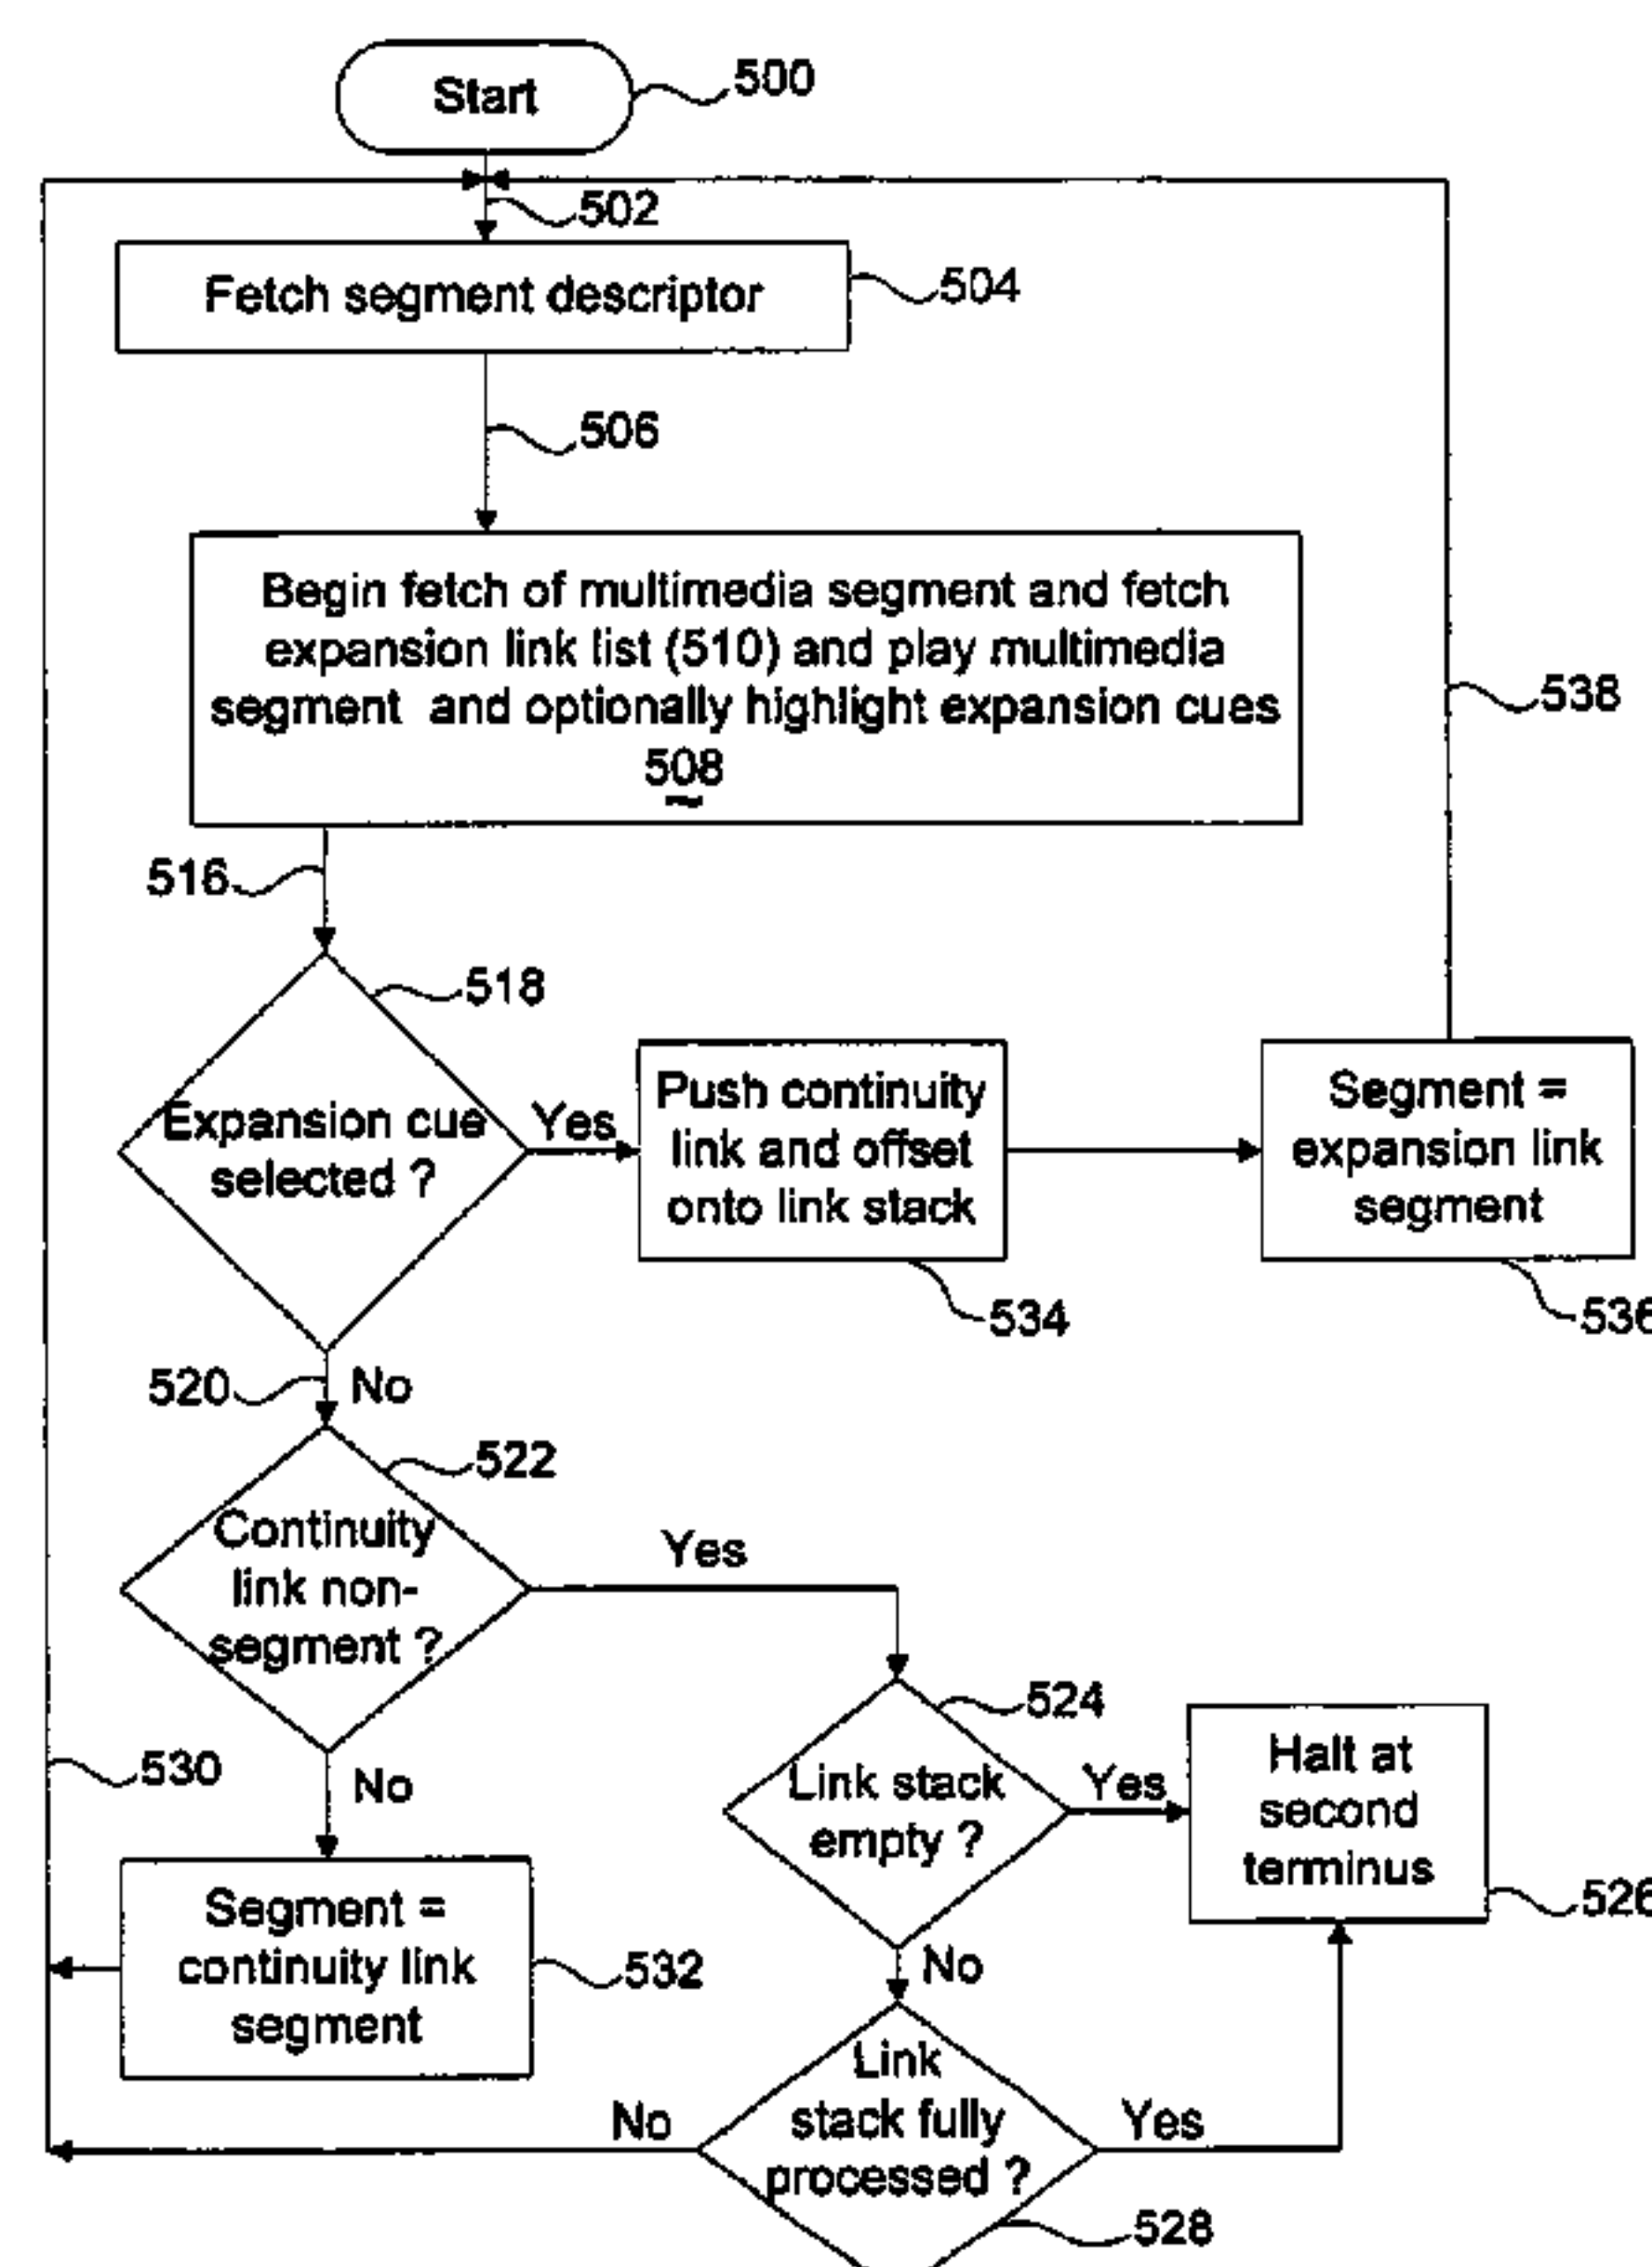 Start
500
502
Fetch segment descriptor
504
506
Begin fetch of multimedia segment and fetch
expansion link list (510) and play multimedia
segment and optionally highlight expansion cues
508
538
516
518
Expansion cue
selected ?
Yes
Push continuity
link and offset
onto link stack
534
Segment =
expansion link
segment
536
520
No
522
Continuity
link non-
segment ?
Yes
524
Link stack
empty ?
Yes
Halt at
second
terminus
526
530
No
Segment =
continuity link
segment
532
No
Link
stack fully
processed ?
No
Yes
528